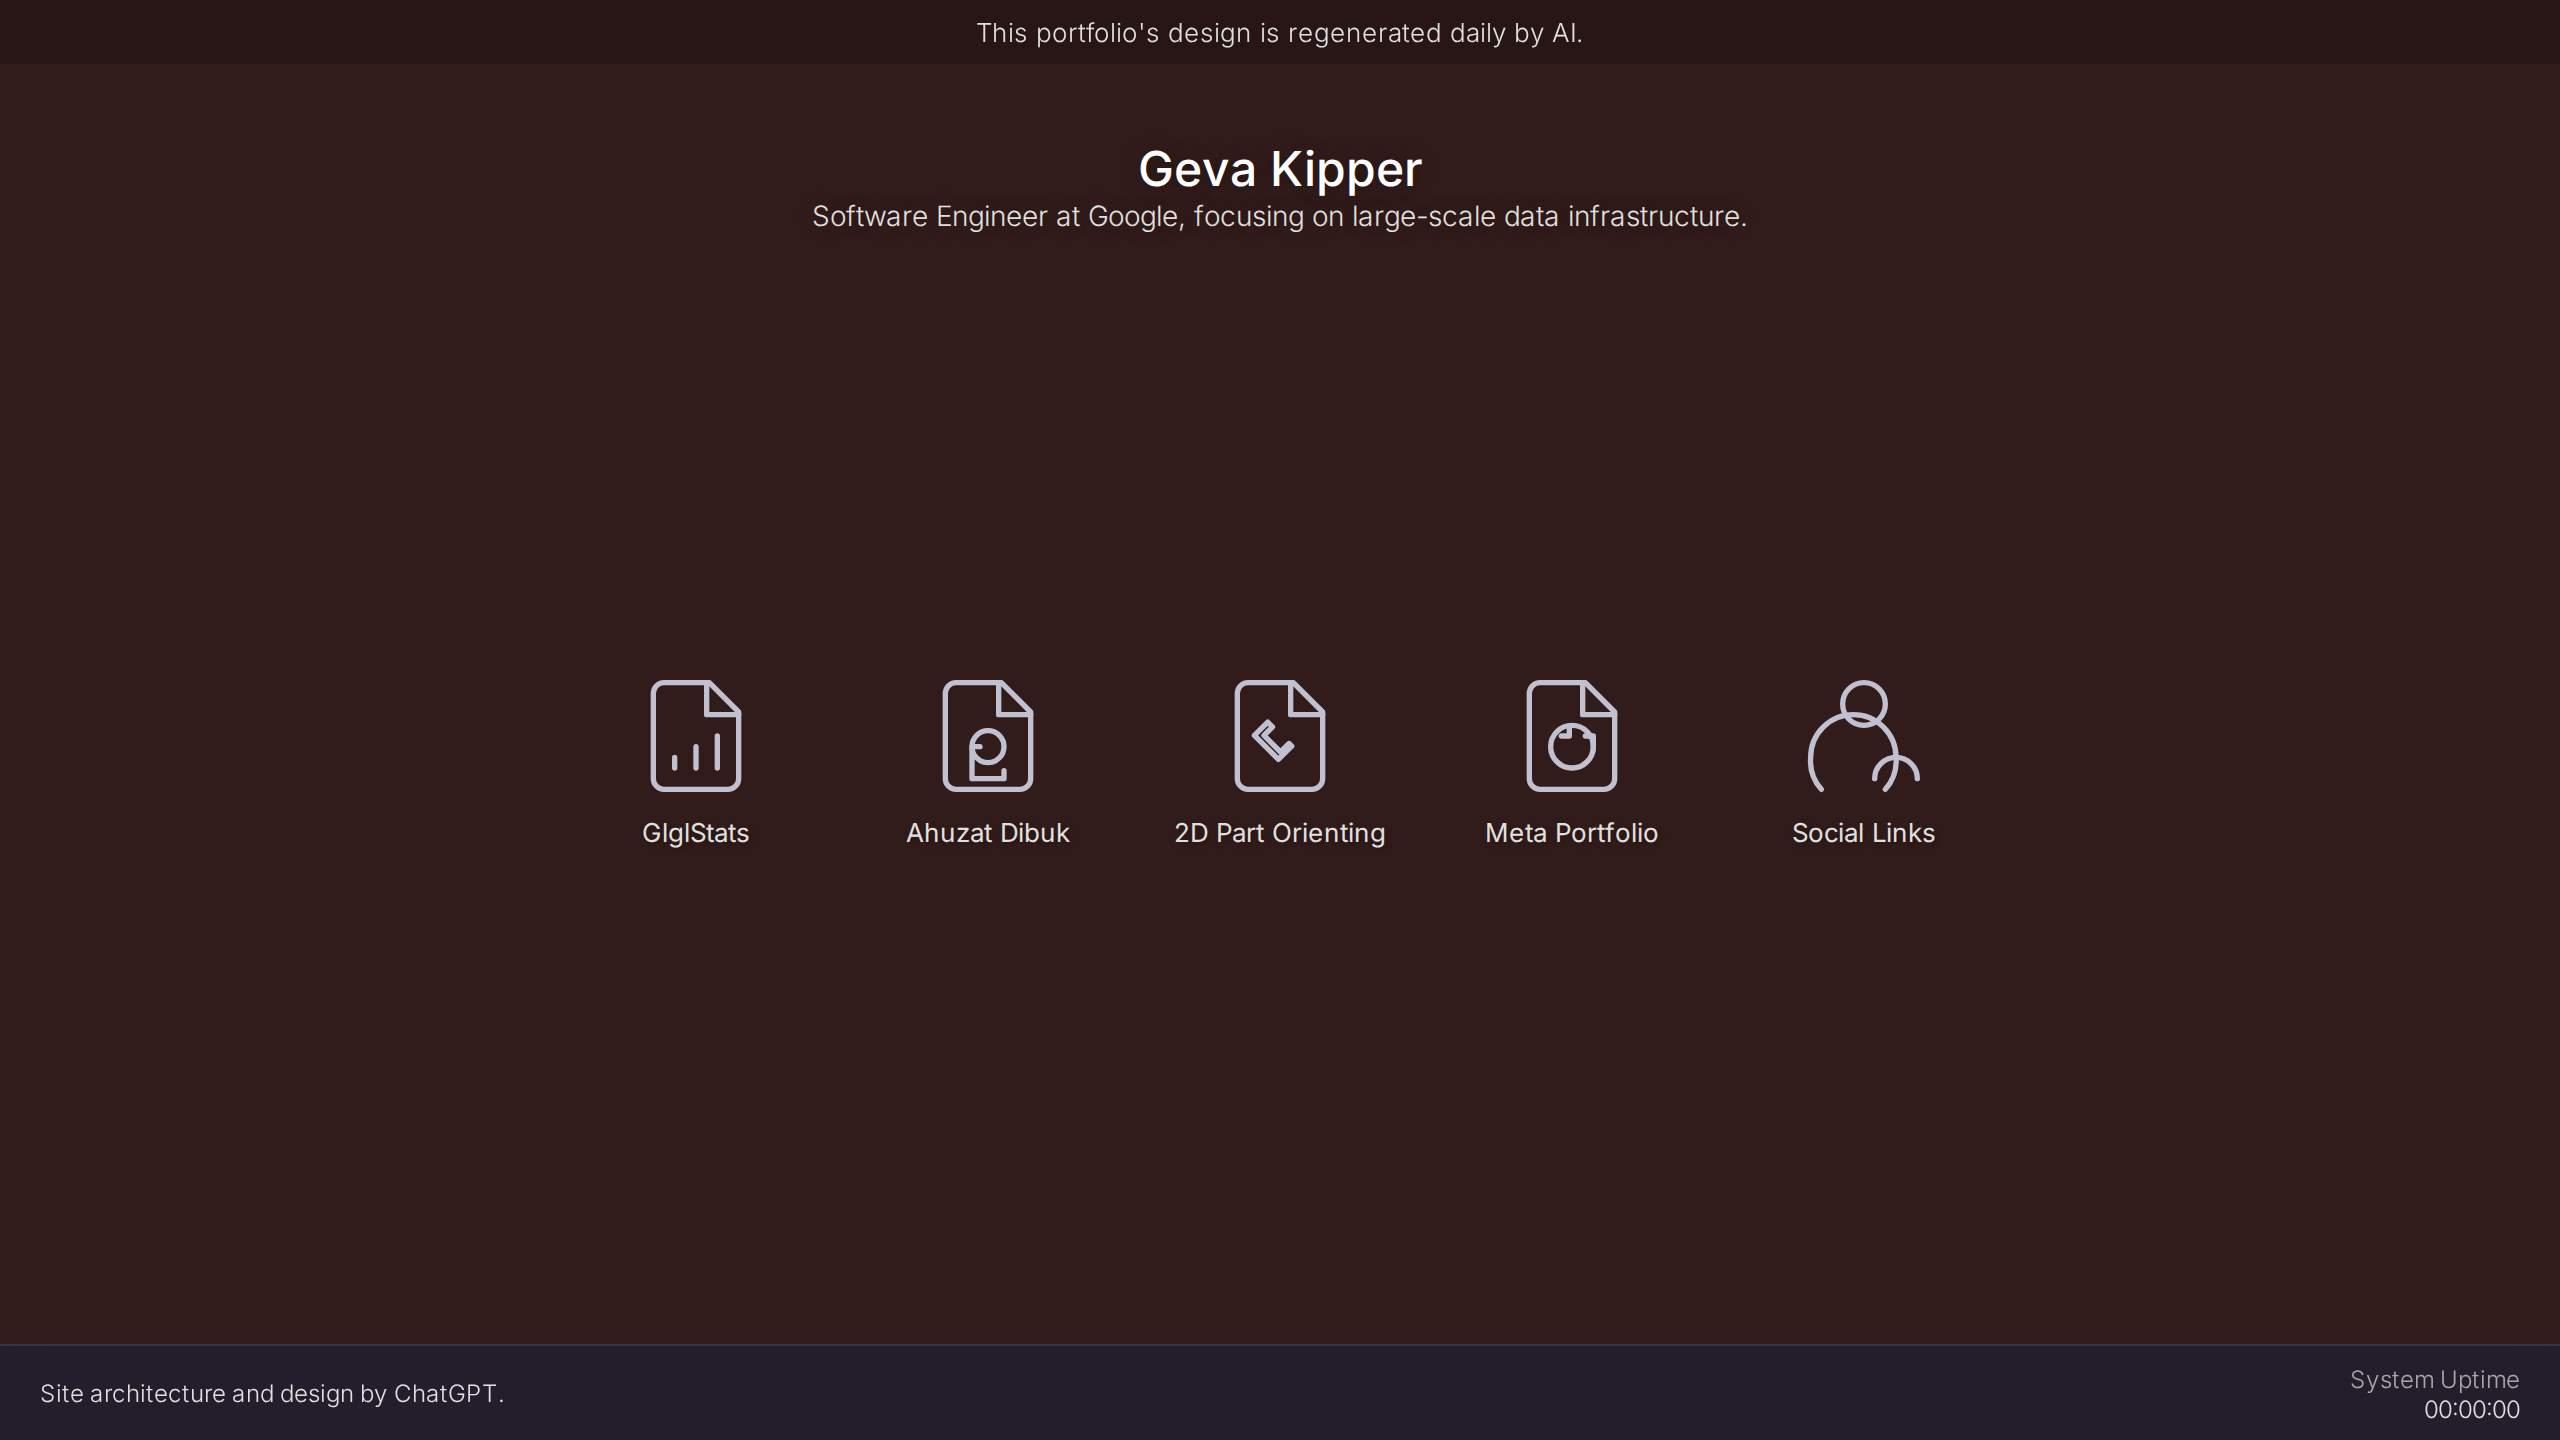 This portfolio's design is regenerated daily by AI.
Geva Kipper
Software Engineer at Google, focusing on large-scale data infrastructure.
GlglStats
Ahuzat Dibuk
2D Part Orienting
Meta Portfolio
Social Links
Site architecture and design by ChatGPT.
System Uptime
00:00:00